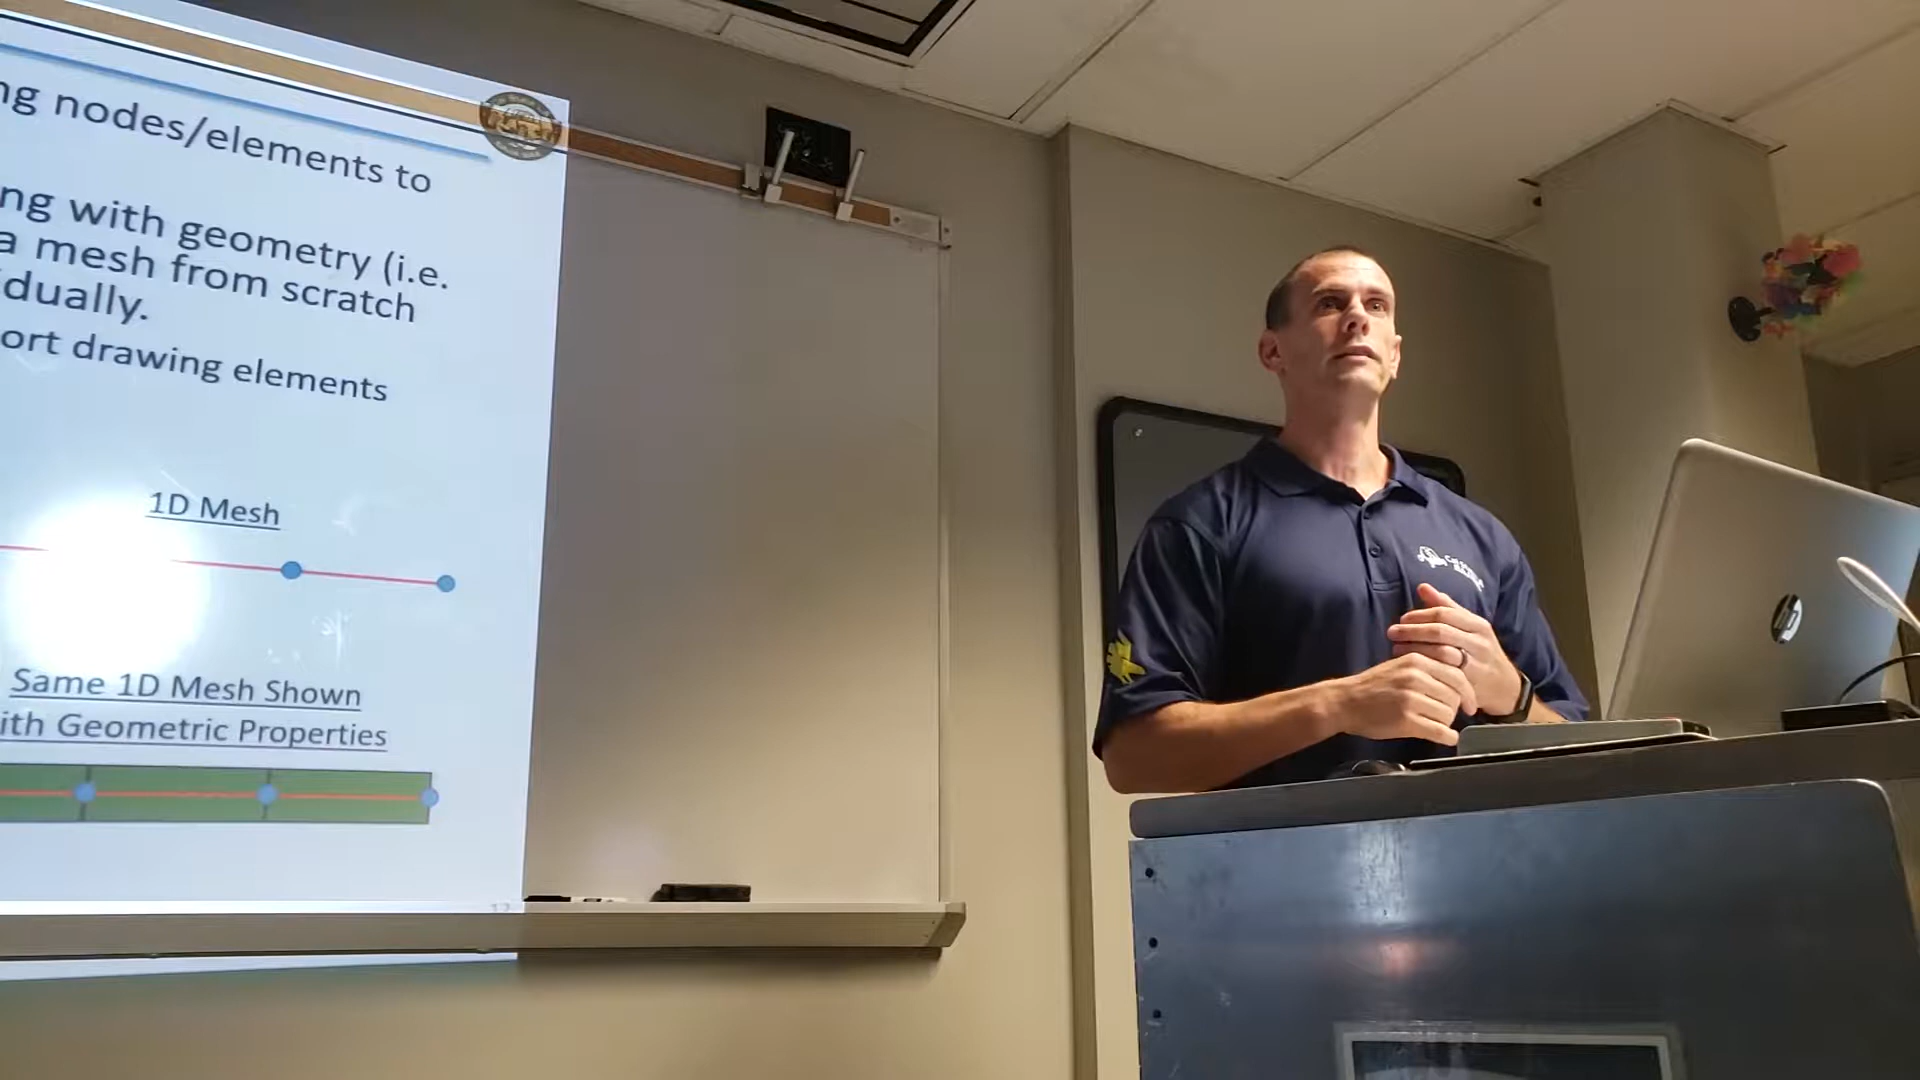 ng nodes/elements to
ng with geometry (i.e.
a mesh from scratch
dually.
ort drawing elements
1D Mesh
Same 1D Mesh Shown
ith Geometric Properties
hp